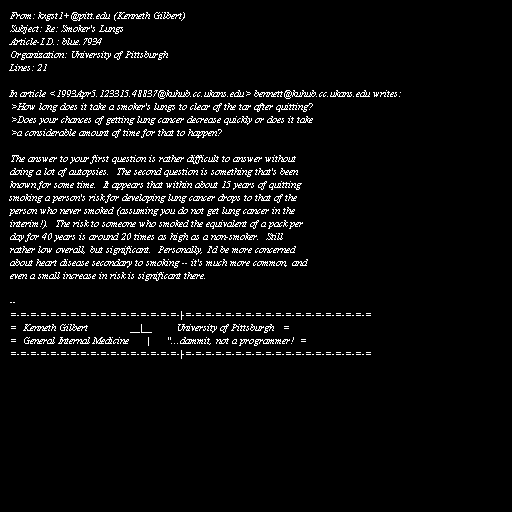 From: kxgst1+@pitt.edu (Kenneth Gilbert)
Subject: Re: Smoker's Lungs
Article-I.D.: blue.7934
Organization: University of Pittsburgh
Lines: 21

In article <1993Apr5.123315.48837@kuhub.cc.ukans.edu> bennett@kuhub.cc.ukans.edu writes:
>How long does it take a smoker's lungs to clear of the tar after quitting?
>Does your chances of getting lung cancer decrease quickly or does it take
>a considerable amount of time for that to happen?

The answer to your first question is rather difficult to answer without
doing a lot of autopsies.  The second question is something that's been
known for some time.  It appears that within about 15 years of quitting
smoking a person's risk for developing lung cancer drops to that of the
person who never smoked (assuming you do not get lung cancer in the
interim!).  The risk to someone who smoked the equivalent of a pack per
day for 40 years is around 20 times as high as a non-smoker.  Still
rather low overall, but significant.  Personally, I'd be more concerned
about heart disease secondary to smoking -- it's much more common, and
even a small increase in risk is significant there.

--
=-=-=-=-=-=-=-=-=-=-=-=-=-=-=-|-=-=-=-=-=-=-=-=-=-=-=-=-=-=-=-=
=  Kenneth Gilbert              __|__        University of Pittsburgh   =
=  General Internal Medicine      |      "...dammit, not a programmer!  =
=-=-=-=-=-=-=-=-=-=-=-=-=-=-=-|-=-=-=-=-=-=-=-=-=-=-=-=-=-=-=-=